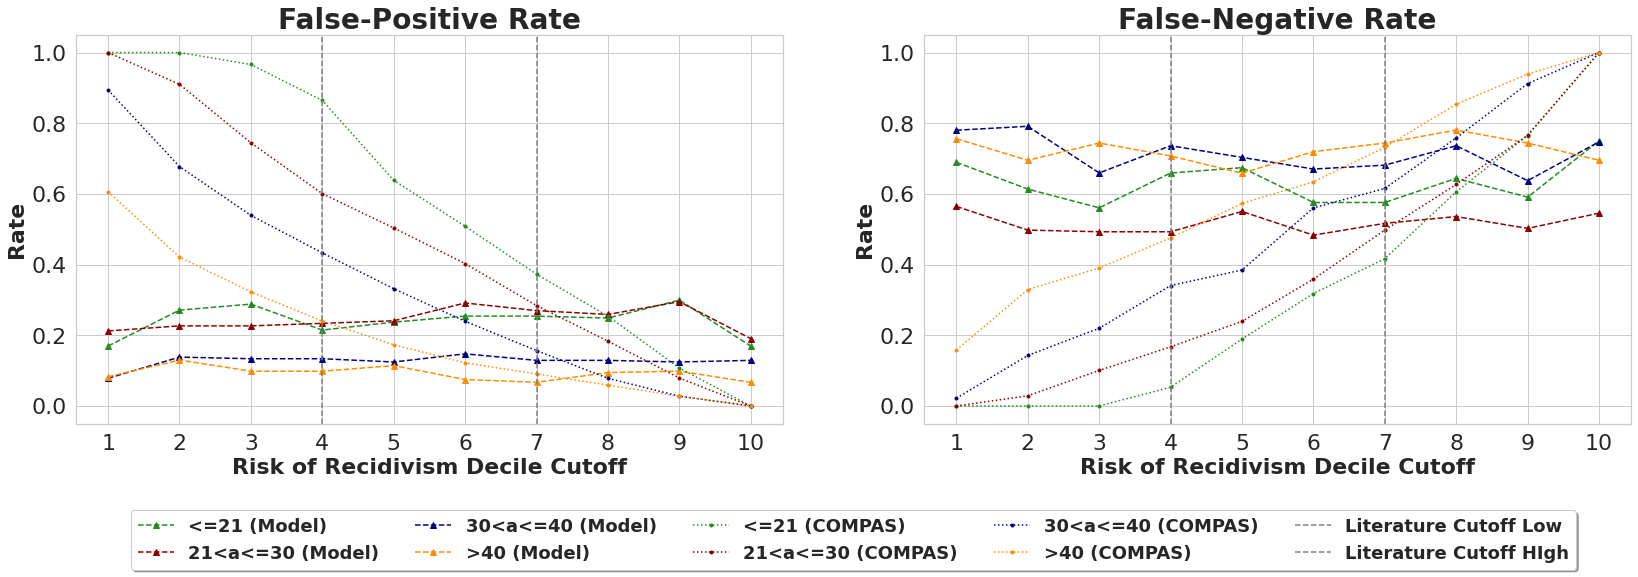 False-Positive Rate
False-Negative Rate
Rate
1.0
0.8
0.6
0.4
0.2
0.0
1 2 3 4 5 6 7 8 9 10
Risk of Recidivism Decile Cutoff
Rate
1.0
0.8
0.6
0.4
0.2
0.0
1 2 3 4 5 6 7 8 9 10
Risk of Recidivism Decile Cutoff
<=21 (Model) 30<a<=40 (Model) <=21 (COMPAS) 30<a<=40 (COMPAS) Literature Cutoff Low
21<a<=30 (Model) >40 (Model) 21<a<=30 (COMPAS) >40 (COMPAS) Literature Cutoff HIgh